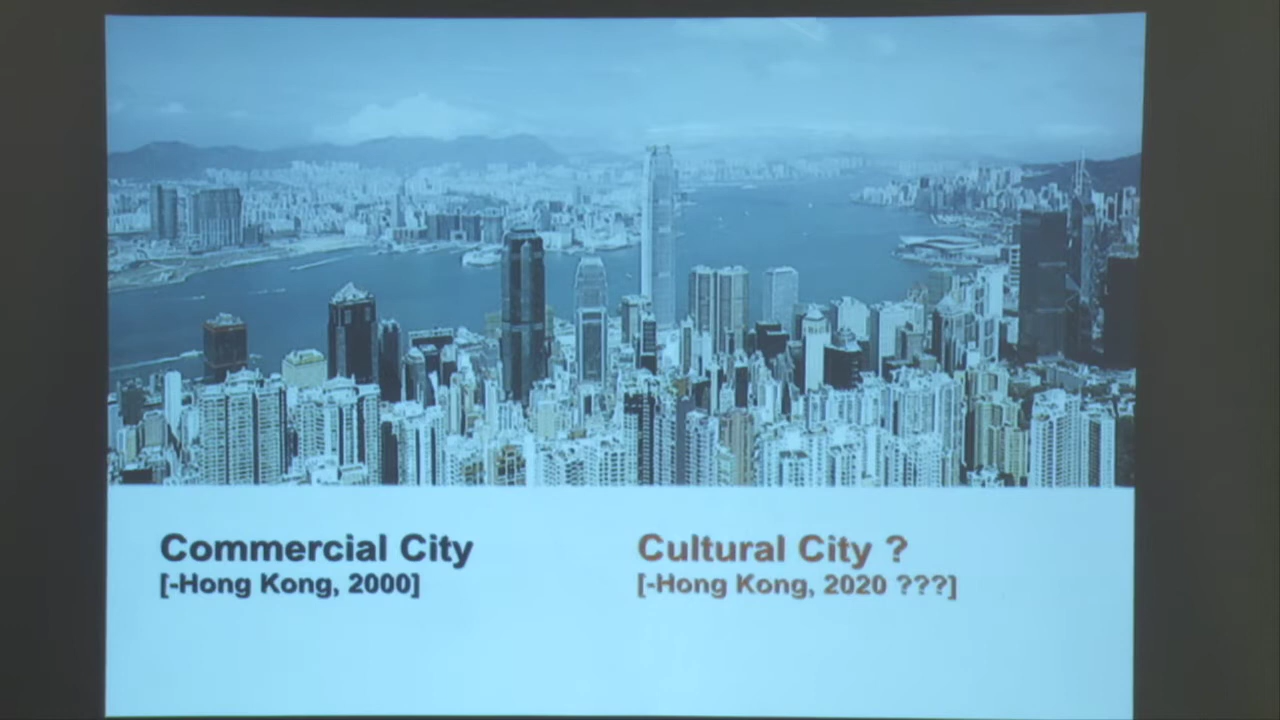 Commercial City
[-Hong Kong, 2000]
Cultural City ?
[-Hong Kong, 2020 ???]